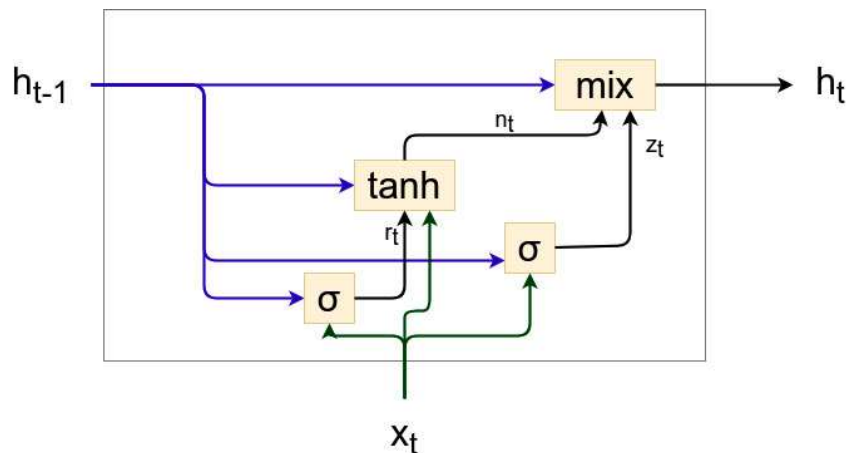 h_{t-1}
mix
h_t
n_t
z_t
tanh
r_t
σ
σ
x_t